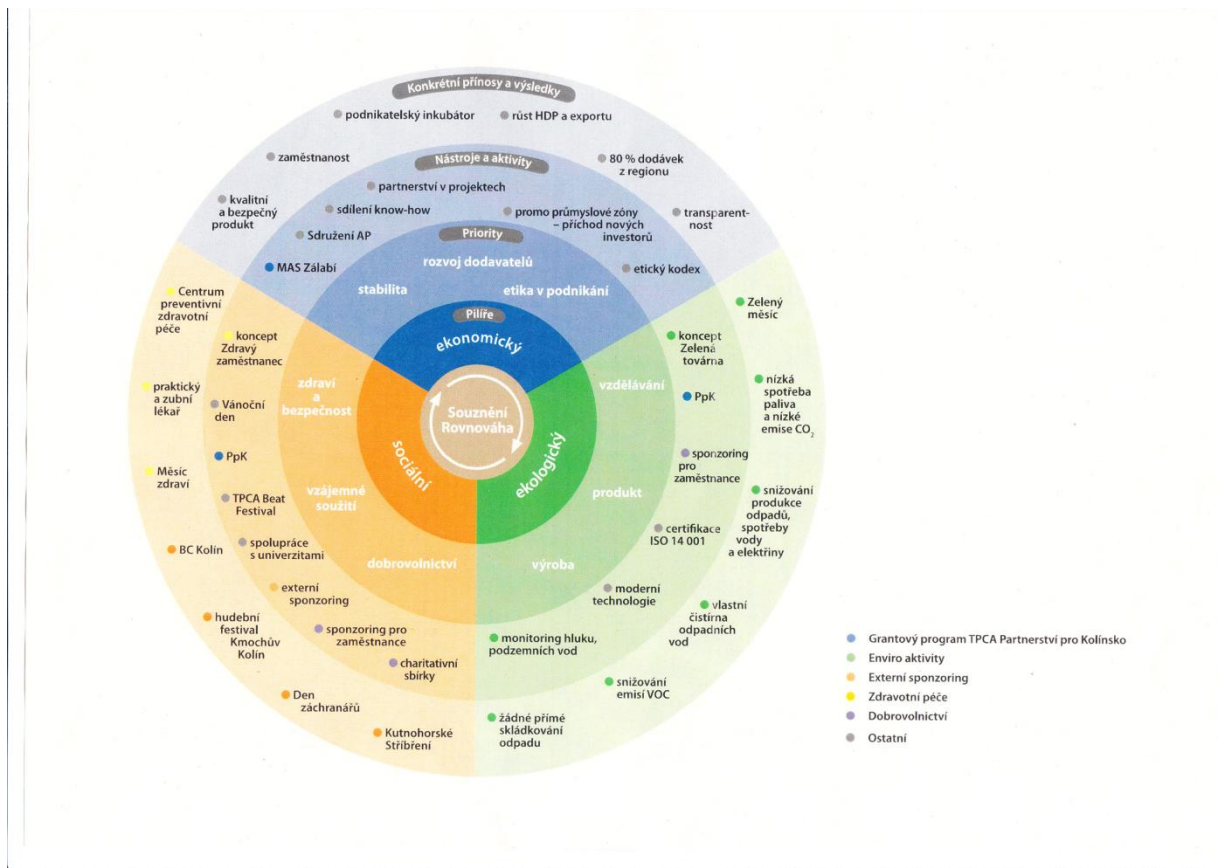 Konkrétní přínosy a výsledky
podnikatelský inkubátor
růst HDP a exportu
zaměstnanost
80 % dodávek
z regionu
kvalitní
a bezpečný
produkt
transparent-
nost
Nástroje a aktivity
partnerství v projektech
sdílení know-how
promo průmyslové zóny
– příchod nových
investorů
Sdružení AP
MAS Zálabí
etický kodex
Priority
rozvoj dodavatelů
stabilita
etika v podnikání
Pilíře
ekonomický
Souznění
Rovnováha
sociální
ekologický
Centrum
preventivní
zdravotní
péče
koncept
Zdravý
zaměstnanec
praktický
a zubní
lékař
Vánoční
den
zdraví
a
bezpečnost
PpK
Měsíc
zdraví
TPCA Beat
Festival
vzájemné
soužití
BC Kolín
spolupráce
s univerzitami
dobrovolnictví
externí
sponzoring
hudební
festival
Kmochův
Kolín
sponzoring pro
zaměstnance
charitativní
sbírky
Den
záchranářů
Kutnohorské
Stříbření
Zelený
měsíc
koncept
Zelená
továrna
vzdělávání
PpK
nízká
spotřeba
paliva
a nízké
emise CO₂
sponzoring
pro
zaměstnance
produkt
snižování
produkce
odpadů,
spotřeby
vody
a elektřiny
certifikace
ISO 14 001
výroba
moderní
technologie
vlastní
čistírna
odpadních
vod
monitoring hluku,
podzemních vod
snižování
emisí VOC
žádné přímé
skládkování
odpadu
Grantový program TPCA Partnerství pro Kolínsko
Enviro aktivity
Externí sponzoring
Zdravotní péče
Dobrovolnictví
Ostatní